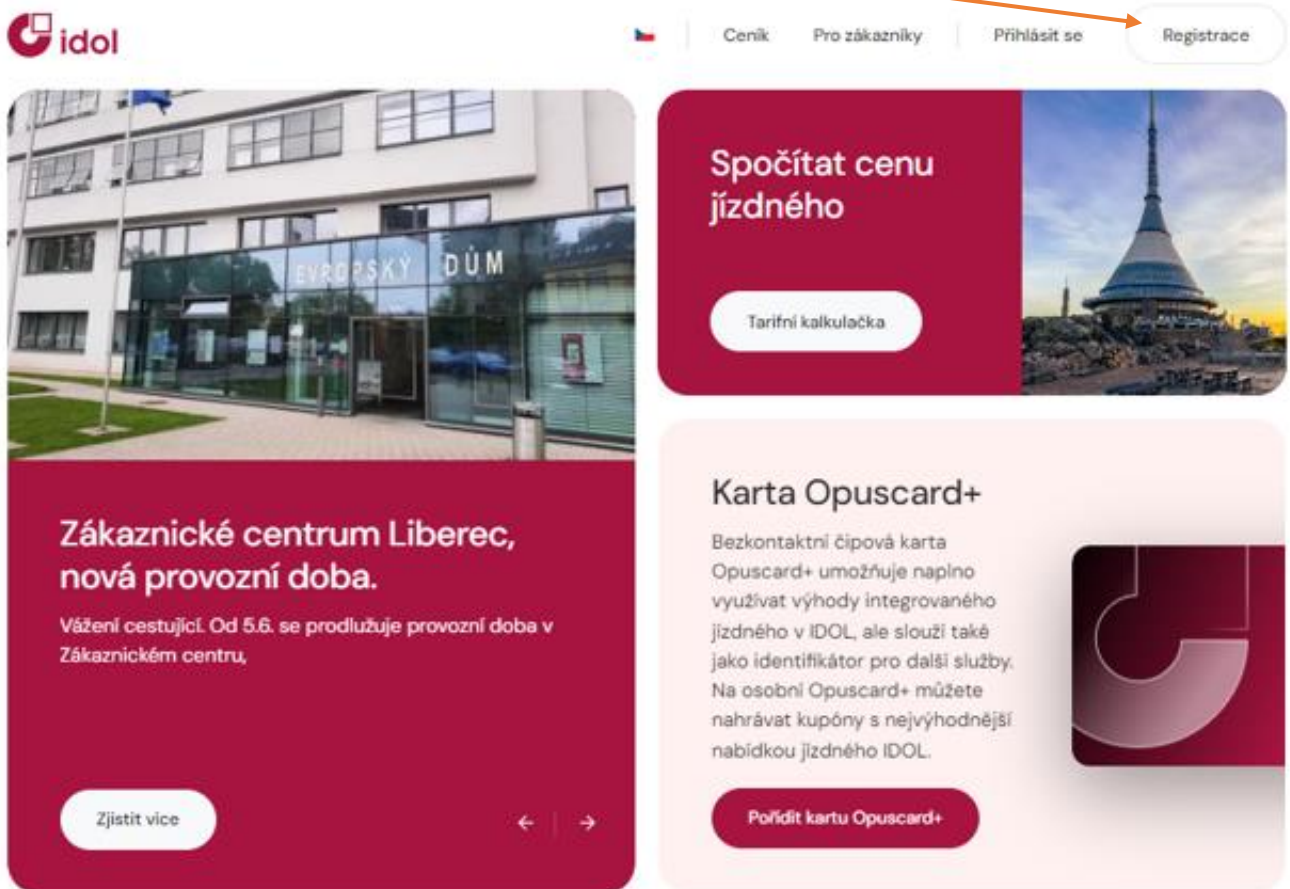 idol
Ceník
Pro zákazníky
Přihlásit se
Registrace
EVROPSKÝ DŮM
Zákaznické centrum Liberec,
nová provozní doba.
Vážení cestující. Od 5.6. se prodlužuje provozní doba v
Zákaznickém centru,
Zjistit více
Spočítat cenu
jízdného
Tarifní kalkulačka
Karta Opuscard+
Bezkontaktní čipová karta
Opuscard+ umožňuje naplno
využívat výhody integrovaného
jízdného v IDOL, ale slouží také
jako identifikátor pro další služby.
Na osobní Opuscard+ můžete
nahrávat kupóny s nejvýhodnější
nabídkou jízdného IDOL.
Pořídit kartu Opuscard+